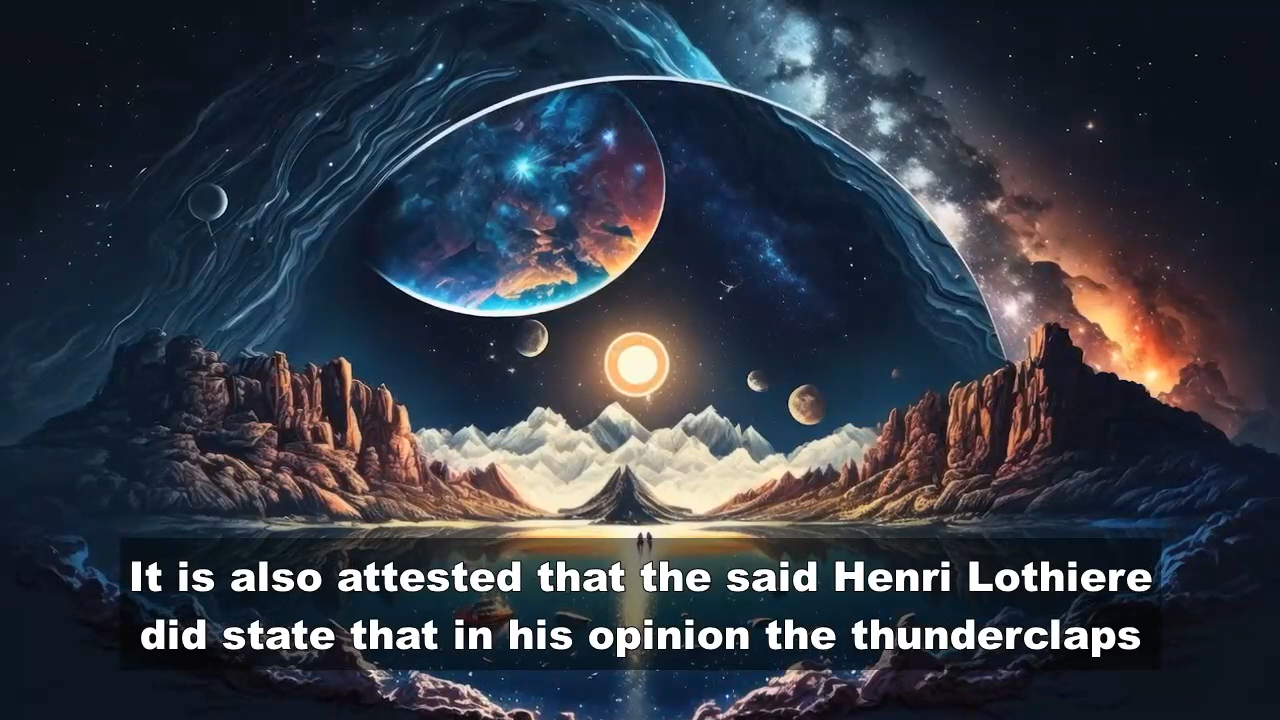 It is also attested that the said Henri Lothiere
did state that in his opinion the thunderclaps